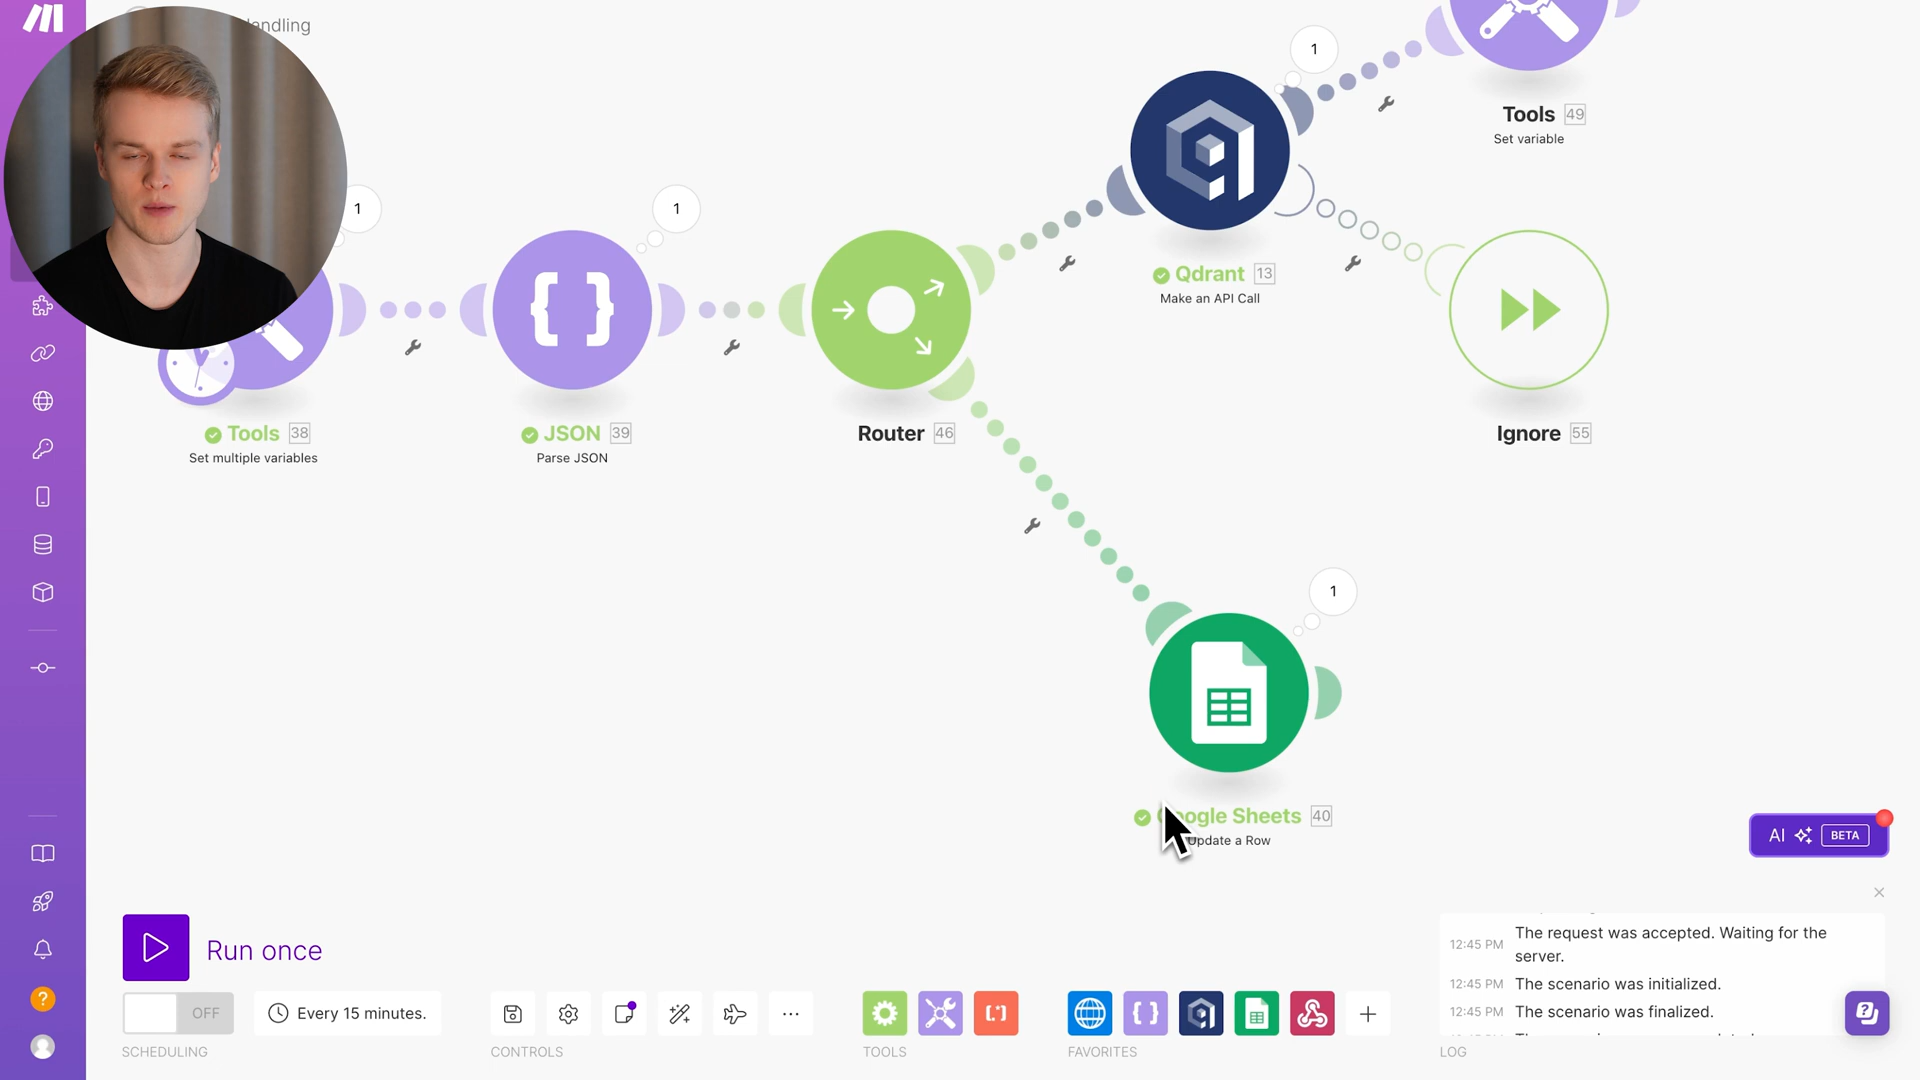 andling
1
1
1
1
Tools 49
Set variable
Qdrant 13
Make an API Call
Tools 38
Set multiple variables
JSON 39
Parse JSON
Router 46
Ignore 55
oogle Sheets 40
Update a Row
AI BETA
Run once
OFF
Every 15 minutes.
SCHEDULING
CONTROLS
TOOLS
FAVORITES
12:45 PM The request was accepted. Waiting for the
server.
12:45 PM The scenario was initialized.
12:45 PM The scenario was finalized.
LOG